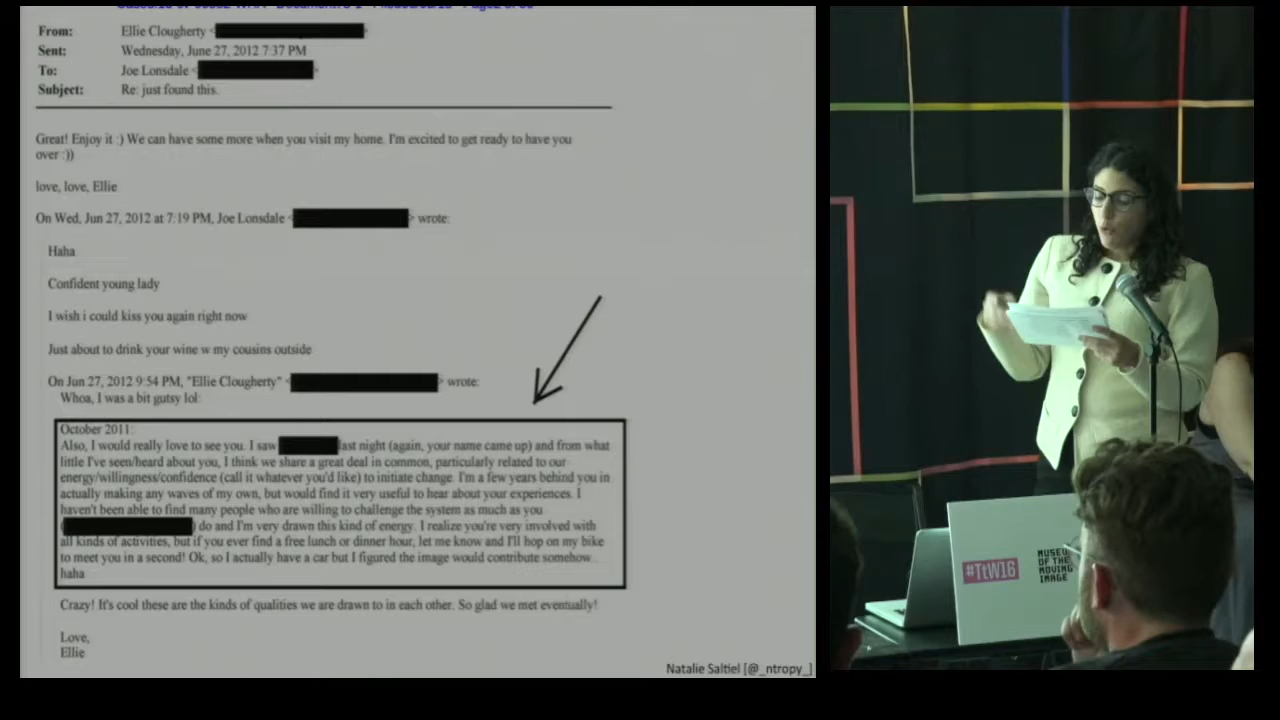 From: Ellie Clougherty <
Sent: Wednesday, June 27, 2012 7:37 PM
To: Joe Lonsdale <
Subject: Re: just found this.
Great! Enjoy it :) We can have some more when you visit my home. I'm excited to get ready to have you
over :))
love, love, Ellie
On Wed, Jun 27, 2012 at 7:19 PM, Joe Lonsdale < > wrote:
Haha
Confident young lady
I wish i could kiss you again right now
Just about to drink your wine w my cousins outside
On Jun 27, 2012 9:54 PM, "Ellie Clougherty" < > wrote:
Whoa, I was a bit gutsy lol:
October 2011:
Also, I would really love to see you. I saw last night (again, your name came up) and from what
little I've seen/heard about you, I think we share a great deal in common, particularly related to our
energy/willingness/confidence (call it whatever you'd like) to initiate change. I'm a few years behind you in
actually making any waves of my own, but would find it very useful to hear about your experiences. I
haven't been able to find many people who are willing to challenge the system as much as you
( ) do and I'm very drawn this kind of energy. I realize you're very involved with
all kinds of activities, but if you ever find a free lunch or dinner hour, let me know and I'll hop on my bike
to meet you in a second! Ok, so I actually have a car but I figured the image would contribute somehow...
haha
Crazy! It's cool these are the kinds of qualities we are drawn to in each other. So glad we met eventually!
Love,
Ellie
Natalie Saltiel [@_ntropy_]
#TtW16
MUSEUM
OF THE
MOVING
IMAGE